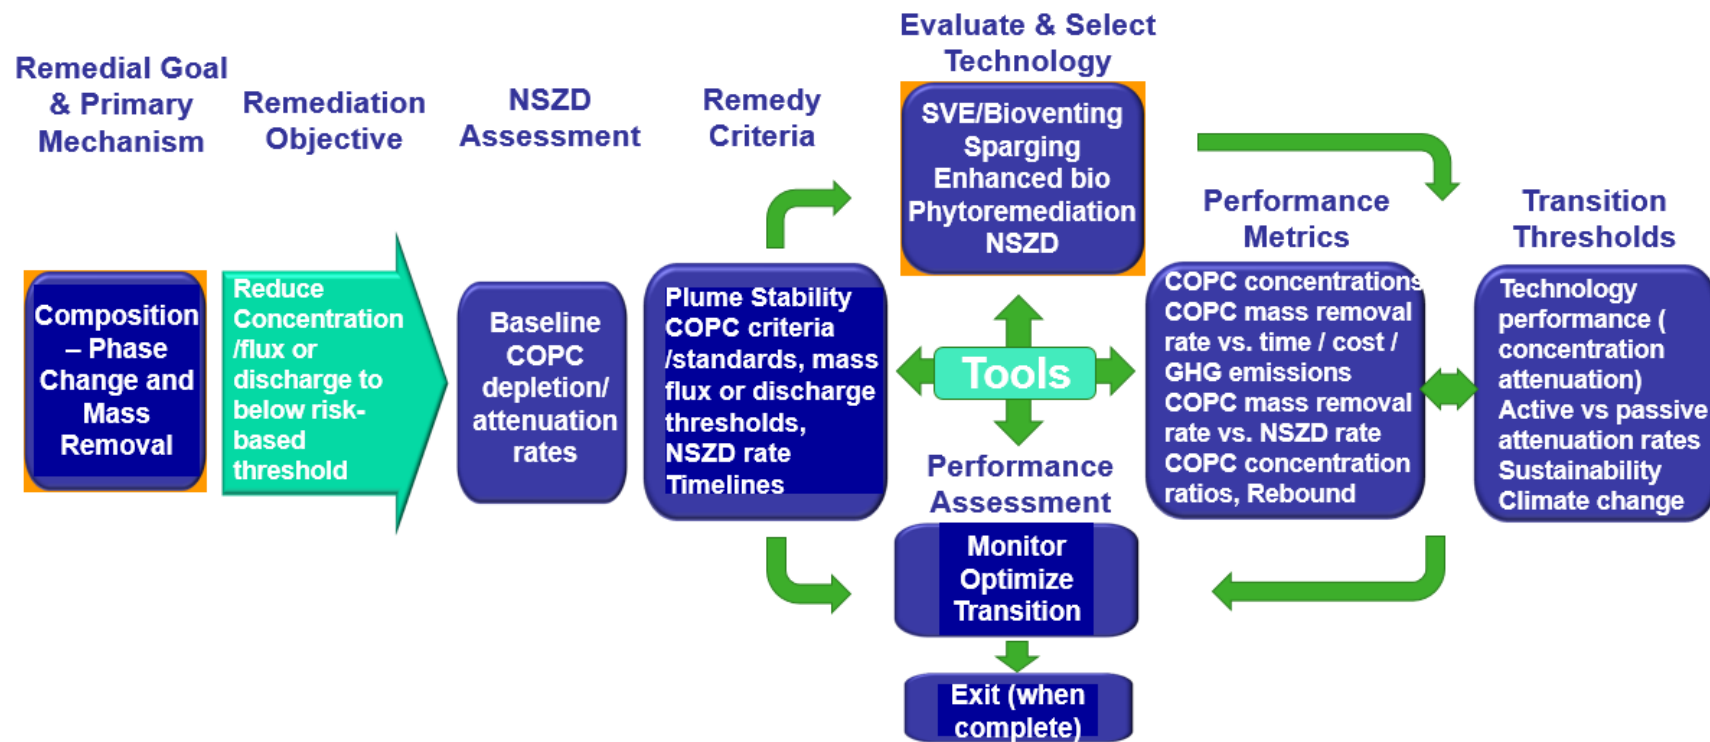 Remedial Goal
& Primary
Mechanism
Composition
– Phase
Change and
Mass
Removal
Remediation
Objective
Reduce
Concentration
/flux or
discharge to
below risk-
based
threshold
NSZD
Assessment
Baseline
COPC
depletion/
attenuation
rates
Remedy
Criteria
Plume Stability
COPC criteria
/standards, mass
flux or discharge
thresholds,
NSZD rate
Timelines
Evaluate & Select
Technology
SVE/Bioventing
Sparging
Enhanced bio
Phytoremediation
NSZD
Tools
Performance
Assessment
Monitor
Optimize
Transition
Exit (when
complete)
Performance
Metrics
COPC concentrations
COPC mass removal
rate vs. time / cost /
GHG emissions
COPC mass removal
rate vs. NSZD rate
COPC concentration
ratios, Rebound
Transition
Thresholds
Technology
performance (
concentration
attenuation)
Active vs passive
attenuation rates
Sustainability
Climate change